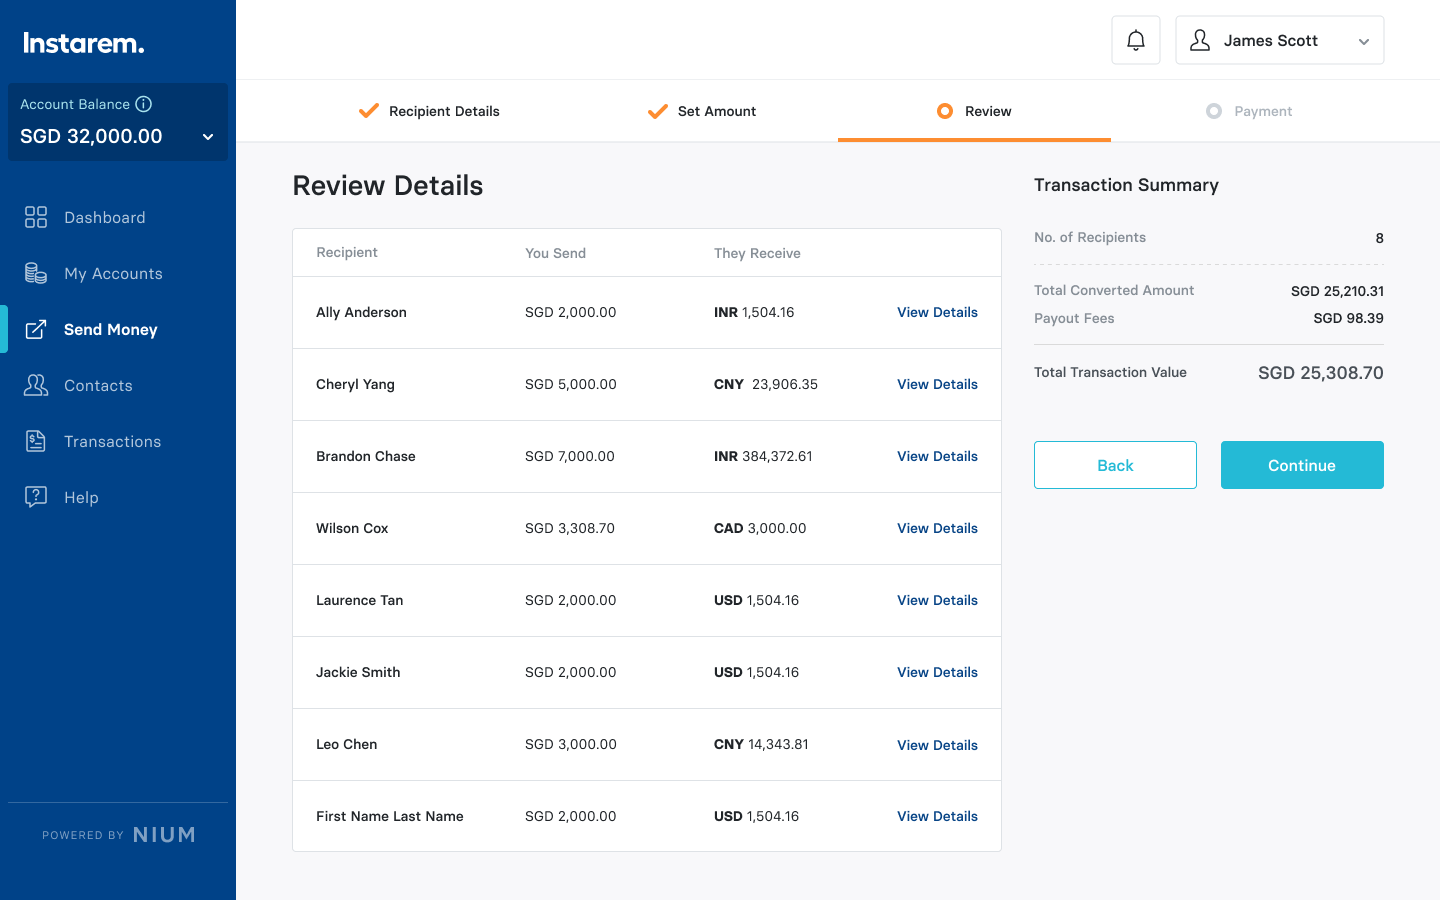 Instarem.
James Scott
Account Balance
SGD 32,000.00
Recipient Details
Set Amount
Review
Payment
Dashboard
My Accounts
Send Money
Contacts
Transactions
Help
POWERED BY NIUM
Review Details
Recipient You Send They Receive
Ally Anderson SGD 2,000.00 INR 1,504.16 View Details
Cheryl Yang SGD 5,000.00 CNY 23,906.35 View Details
Brandon Chase SGD 7,000.00 INR 384,372.61 View Details
Wilson Cox SGD 3,308.70 CAD 3,000.00 View Details
Laurence Tan SGD 2,000.00 USD 1,504.16 View Details
Jackie Smith SGD 2,000.00 USD 1,504.16 View Details
Leo Chen SGD 3,000.00 CNY 14,343.81 View Details
First Name Last Name SGD 2,000.00 USD 1,504.16 View Details
Transaction Summary
No. of Recipients 8
Total Converted Amount SGD 25,210.31
Payout Fees SGD 98.39
Total Transaction Value SGD 25,308.70
Back
Continue